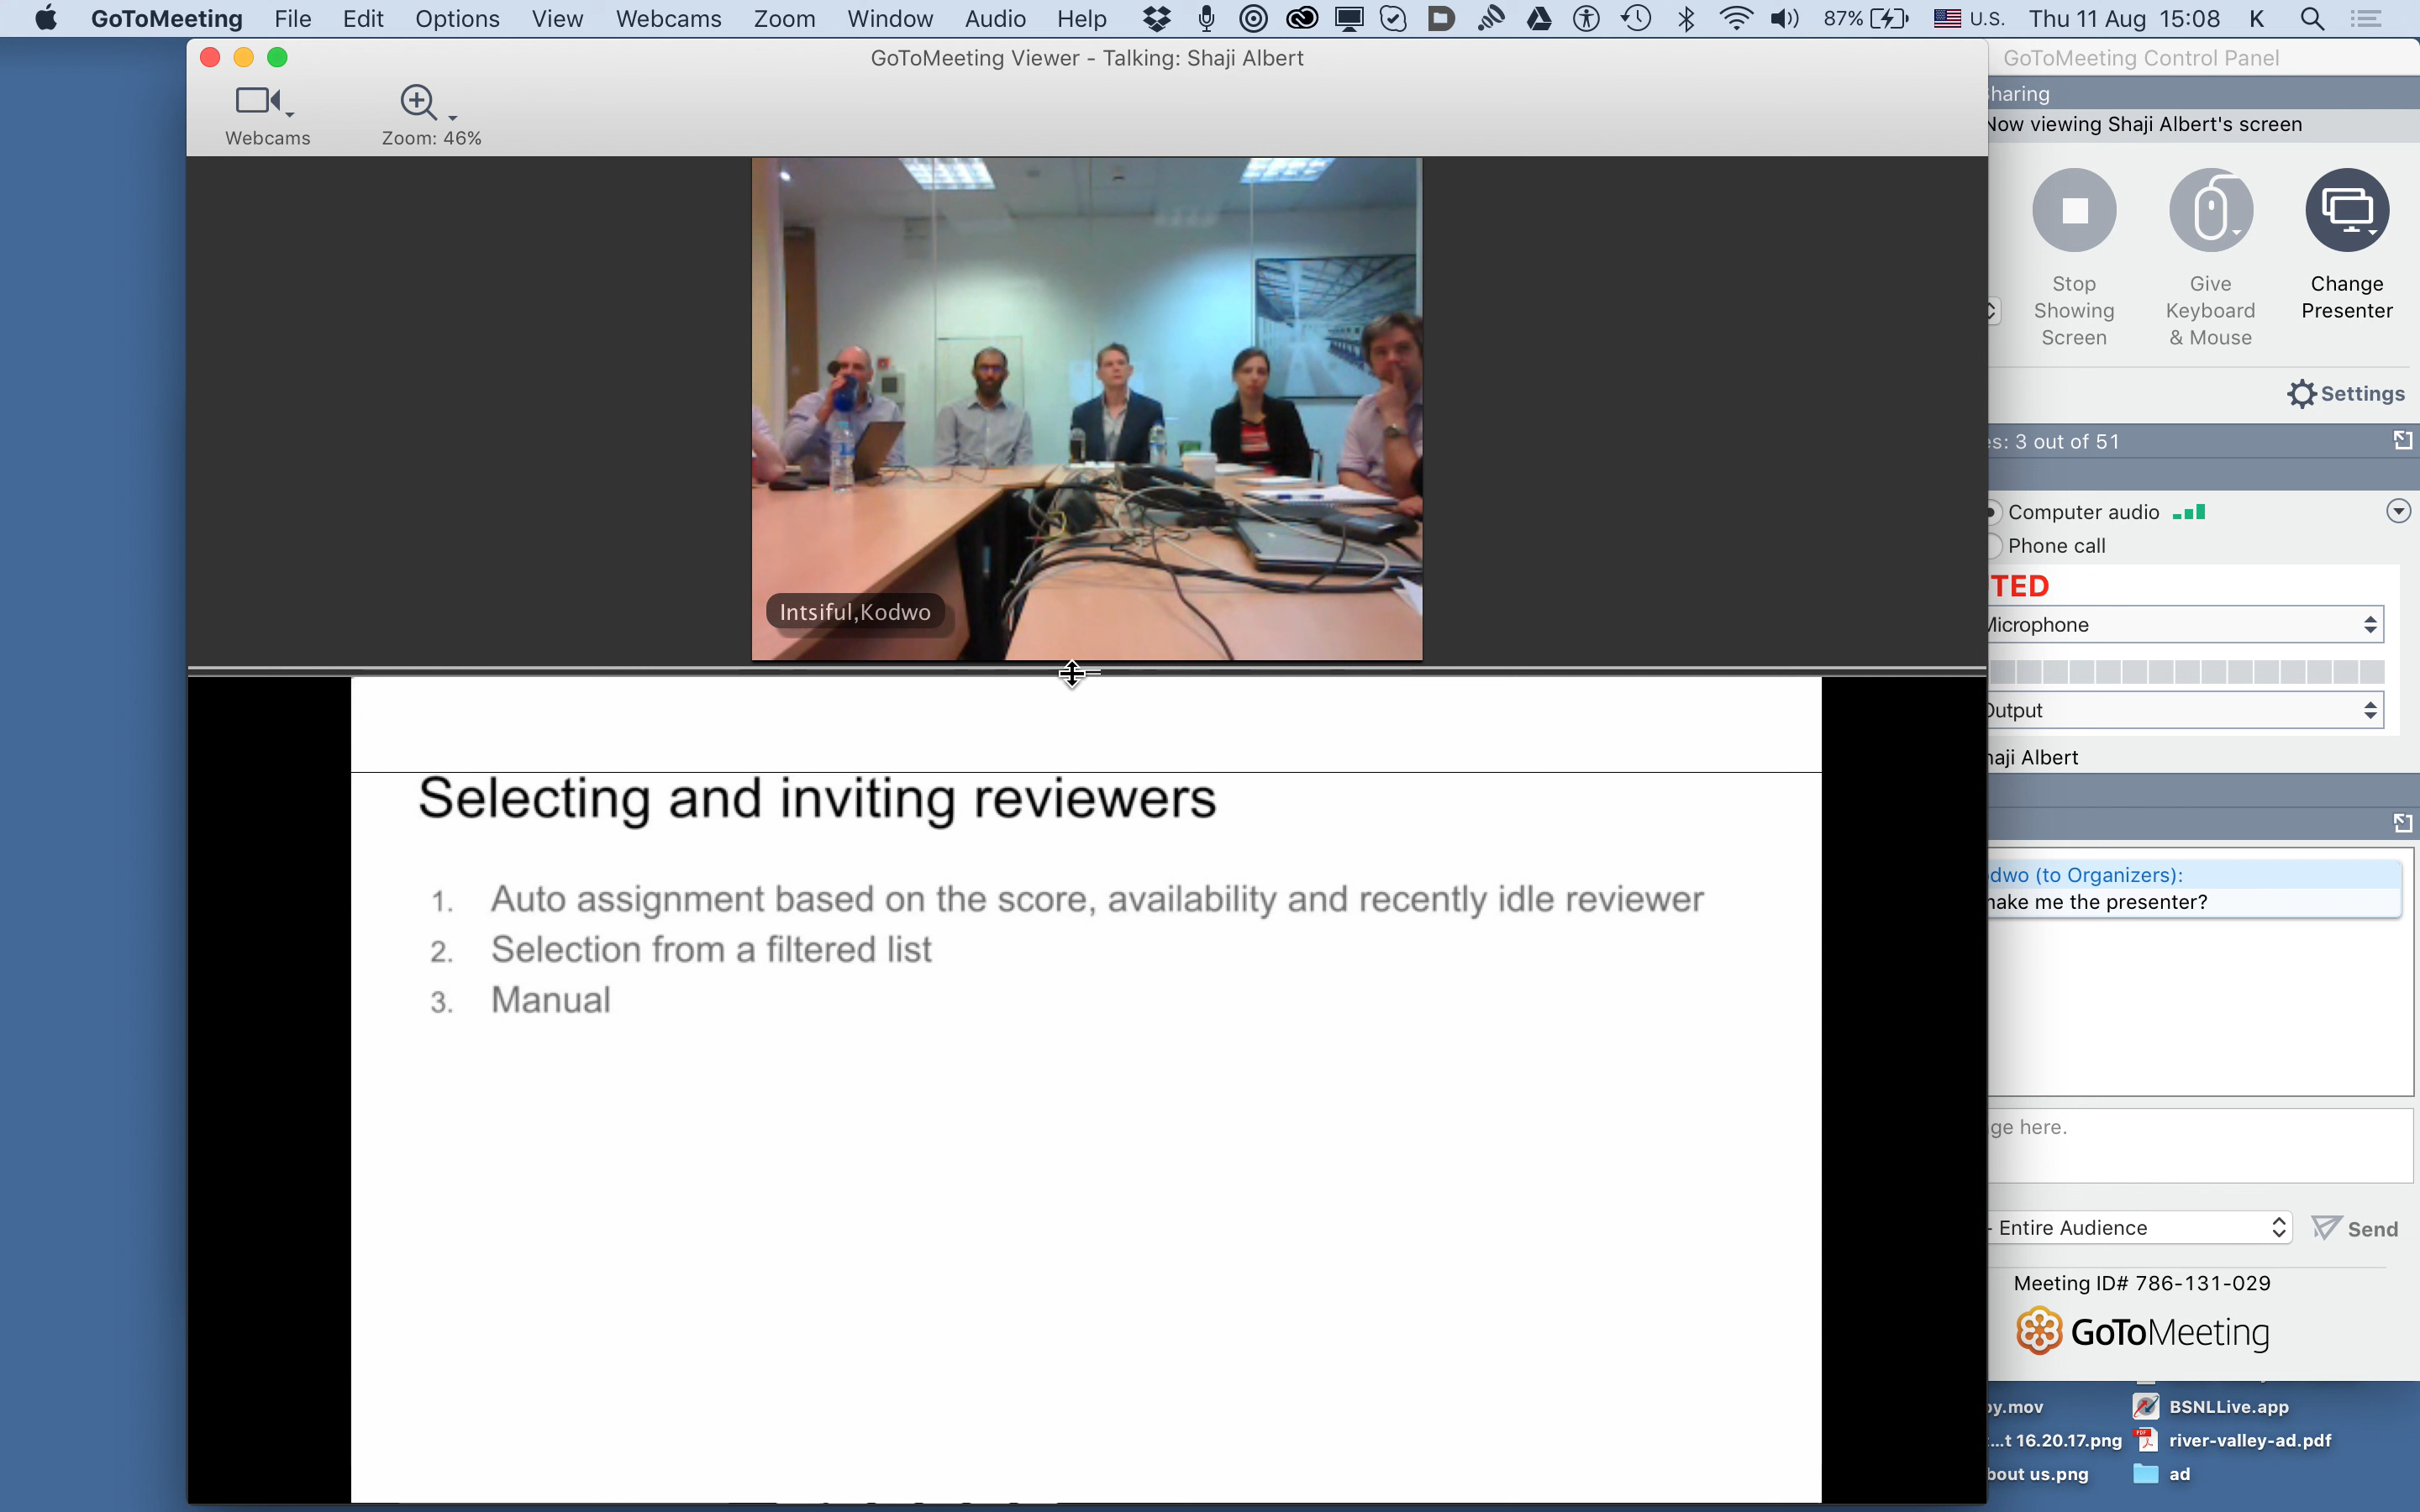 GoToMeeting File Edit Options View Webcams Zoom Window Audio Help 87% U.S. Thu 11 Aug 15:08 K
GoToMeeting Viewer - Talking: Shaji Albert
Webcams
Zoom: 46%
Intsiful,Kodwo
Selecting and inviting reviewers
1. Auto assignment based on the score, availability and recently idle reviewer
2. Selection from a filtered list
3. Manual
GoToMeeting Control Panel
haring
Now viewing Shaji Albert's screen
Stop
Showing
Screen
Give
Keyboard
& Mouse
Change
Presenter
Settings
es: 3 out of 51
Computer audio
Phone call
TED
Microphone
Output
haji Albert
dwo (to Organizers):
make me the presenter?
ge here.
- Entire Audience
Send
Meeting ID# 786-131-029
GoToMeeting
py.mov
BSNLLive.app
...t 16.20.17.png
river-valley-ad.pdf
bout us.png
ad